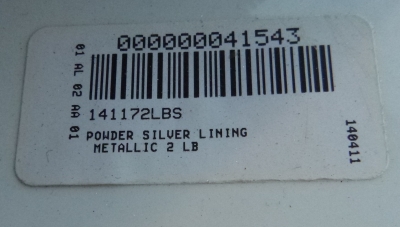 000000041543
01 AL 02 AA 01
141172LBS
POWDER SILVER LINING
METALLIC 2 LB
140411